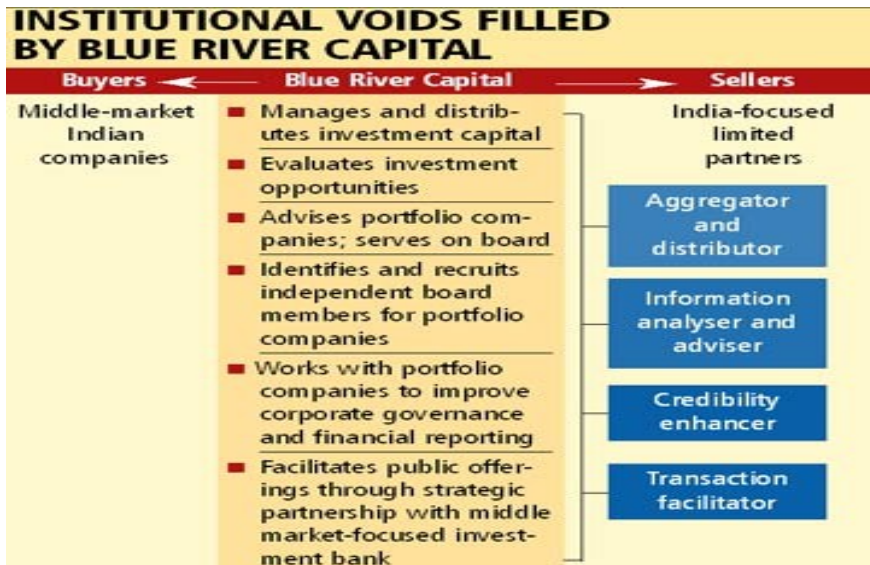 INSTITUTIONAL VOIDS FILLED
BY BLUE RIVER CAPITAL
Buyers
Blue River Capital
Sellers
Middle-market
Indian
companies
Manages and distrib-
utes investment capital
Evaluates investment
opportunities
Advises portfolio com-
panies; serves on board
Identifies and recruits
independent board
members for portfolio
companies
Works with portfolio
companies to improve
corporate governance
and financial reporting
Facilitates public offer-
ings through strategic
partnership with middle
market-focused invest-
ment bank
India-focused
limited
partners
Aggregator
and
distributor
Information
analyser and
adviser
Credibility
enhancer
Transaction
facilitator